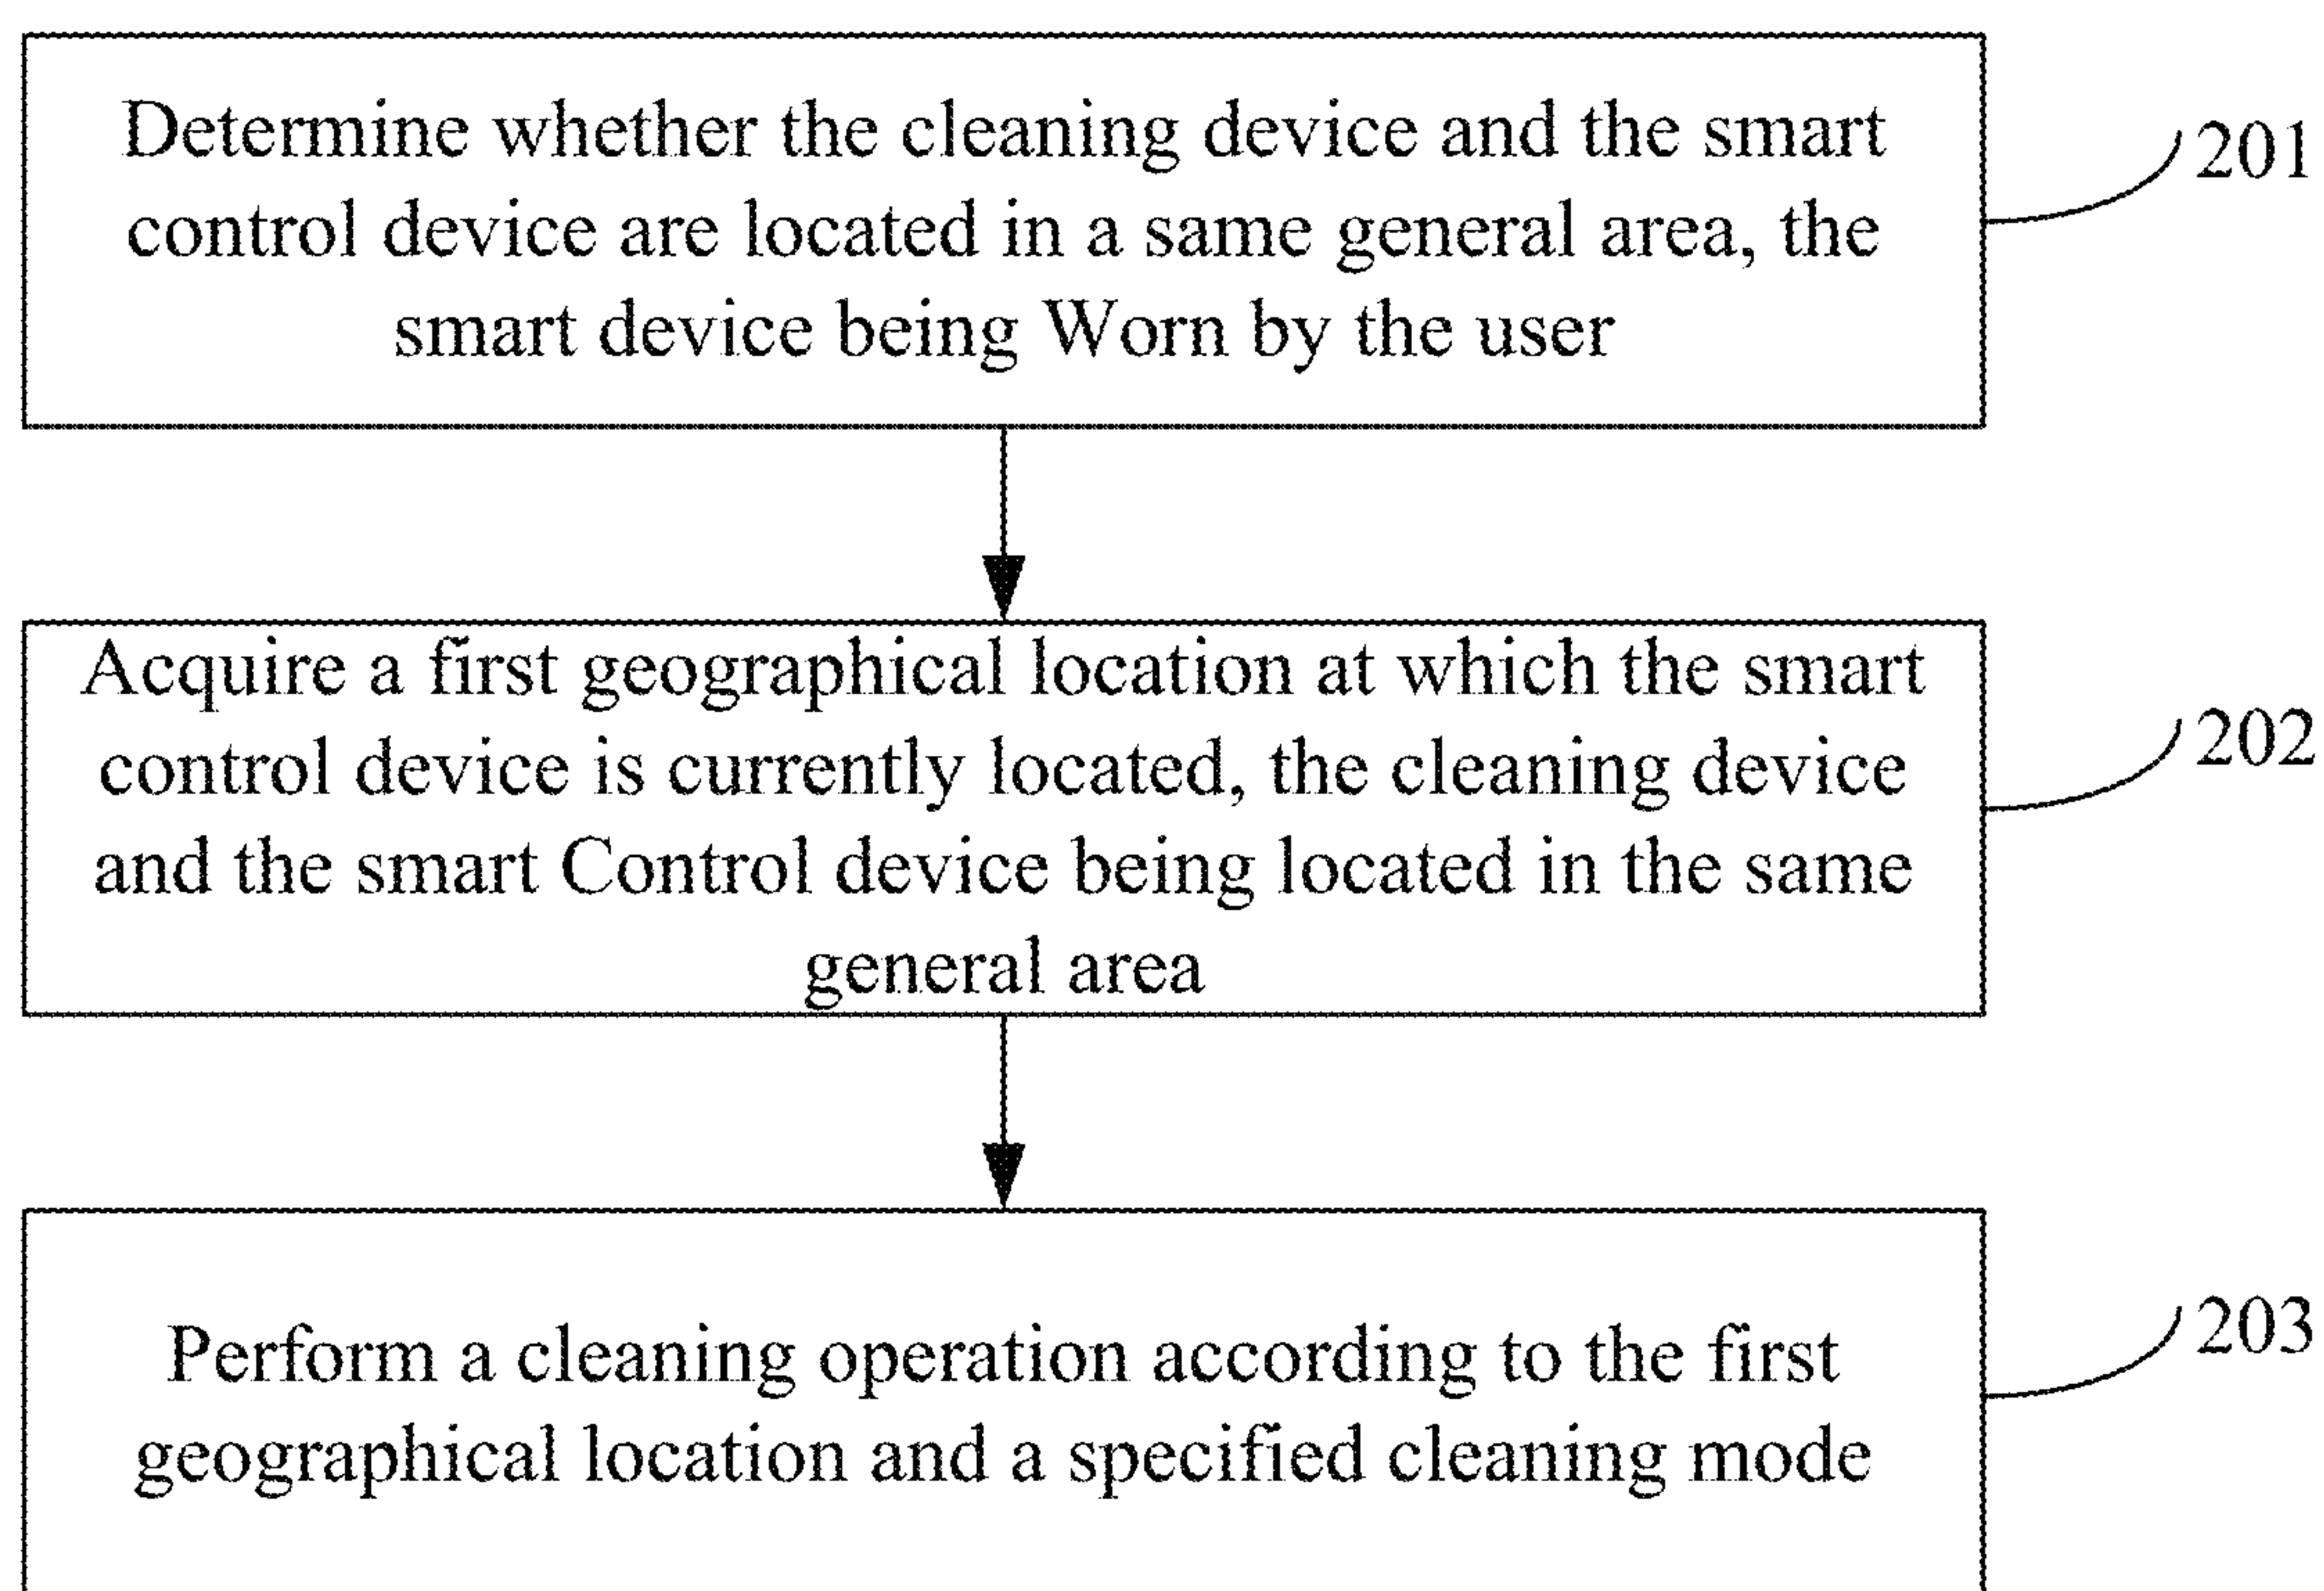 Determine whether the cleaning device and the smart
control device are located in a same general area, the
smart device being Worn by the user
201
Acquire a first geographical location at which the smart
control device is currently located, the cleaning device
and the smart Control device being located in the same
general area
202
Perform a cleaning operation according to the first
geographical location and a specified cleaning mode
203